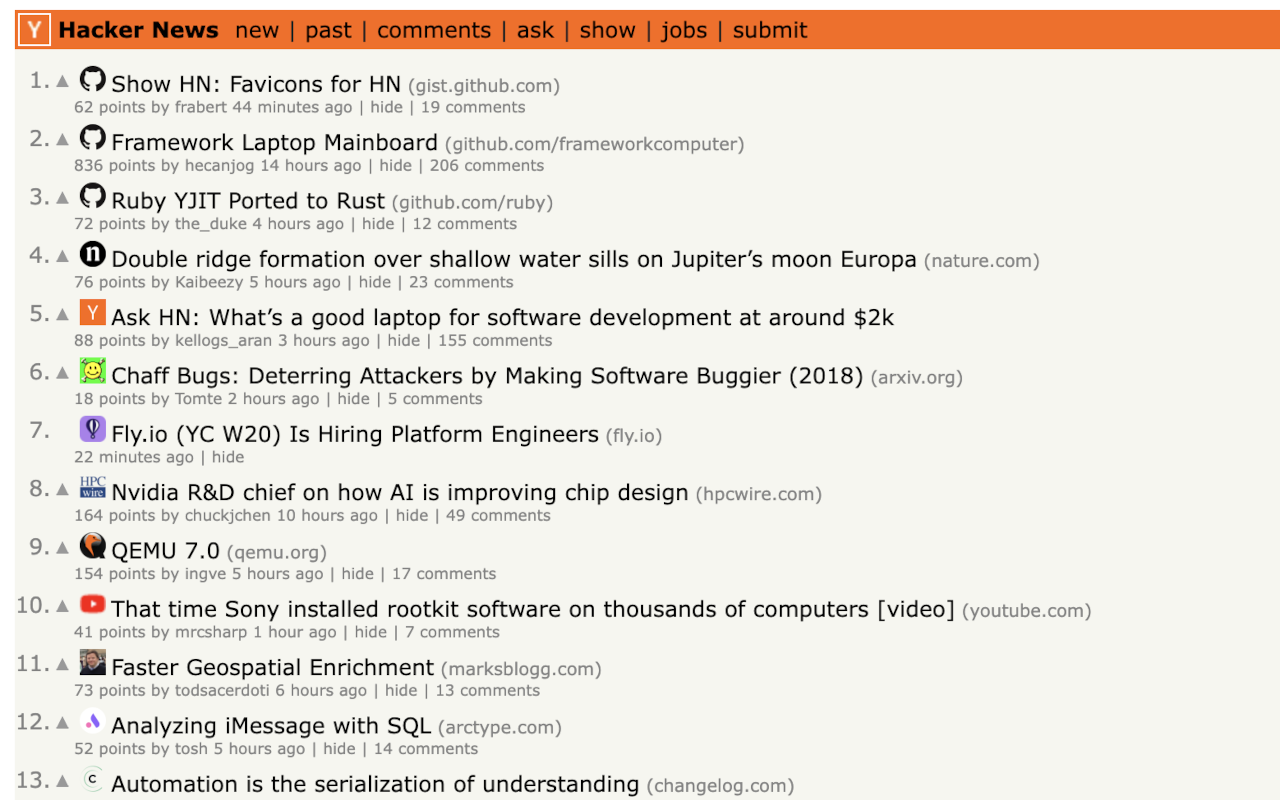 Y Hacker News new | past | comments | ask | show | jobs | submit
1. ▲ Show HN: Favicons for HN (gist.github.com)
62 points by frabert 44 minutes ago | hide | 19 comments
2. ▲ Framework Laptop Mainboard (github.com/frameworkcomputer)
836 points by hecanjog 14 hours ago | hide | 206 comments
3. ▲ Ruby YJIT Ported to Rust (github.com/ruby)
72 points by the_duke 4 hours ago | hide | 12 comments
4. ▲ n Double ridge formation over shallow water sills on Jupiter’s moon Europa (nature.com)
76 points by Kaibeezy 5 hours ago | hide | 23 comments
5. ▲ Y Ask HN: What’s a good laptop for software development at around $2k
88 points by kellogs_aran 3 hours ago | hide | 155 comments
6. ▲ Chaff Bugs: Deterring Attackers by Making Software Buggier (2018) (arxiv.org)
18 points by Tomte 2 hours ago | hide | 5 comments
7. Fly.io (YC W20) Is Hiring Platform Engineers (fly.io)
22 minutes ago | hide
8. ▲ HPC wire Nvidia R&D chief on how AI is improving chip design (hpcwire.com)
164 points by chuckjchen 10 hours ago | hide | 49 comments
9. ▲ QEMU 7.0 (qemu.org)
154 points by ingve 5 hours ago | hide | 17 comments
10. ▲ That time Sony installed rootkit software on thousands of computers [video] (youtube.com)
41 points by mrcsharp 1 hour ago | hide | 7 comments
11. ▲ Faster Geospatial Enrichment (marksblogg.com)
73 points by todsacerdoti 6 hours ago | hide | 13 comments
12. ▲ Analyzing iMessage with SQL (arctype.com)
52 points by tosh 5 hours ago | hide | 14 comments
13. ▲ C Automation is the serialization of understanding (changelog.com)